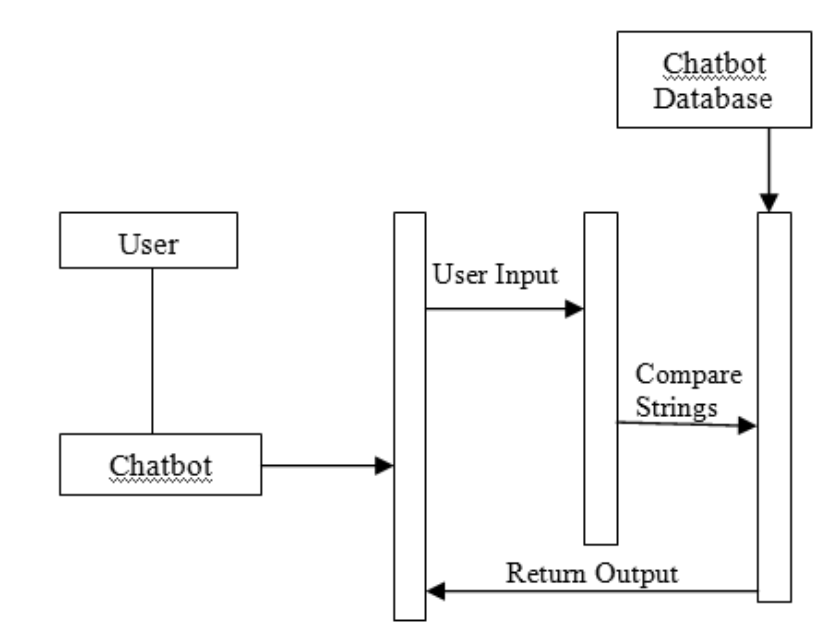 Chatbot
Database
User
User Input
Compare
Strings
Chatbot
Return Output